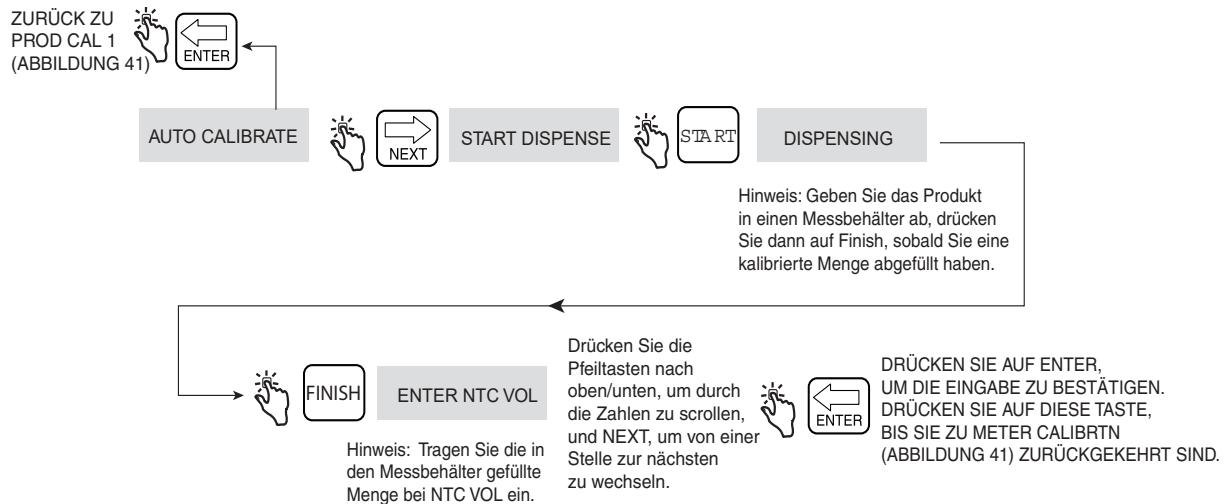 ZURÜCK ZU
PROD CAL 1
(ABBILDUNG 41)
ENTER
AUTO CALIBRATE
NEXT
START DISPENSE
START
DISPENSING
Hinweis: Geben Sie das Produkt
in einen Messbehälter ab, drücken
Sie dann auf Finish, sobald Sie eine
kalibrierte Menge abgefüllt haben.
FINISH
ENTER NTC VOL
Hinweis: Tragen Sie die in
den Messbehälter gefüllte
Menge bei NTC VOL ein.
Drücken Sie die
Pfeiltasten nach
oben/unten, um durch
die Zahlen zu scrollen,
und NEXT, um von einer
Stelle zur nächsten
zu wechseln.
ENTER
DRÜCKEN SIE AUF ENTER,
UM DIE EINGABE ZU BESTÄTIGEN.
DRÜCKEN SIE AUF DIESE TASTE,
BIS SIE ZU METER CALIBRTN
(ABBILDUNG 41) ZURÜCKGEKEHRT SIND.